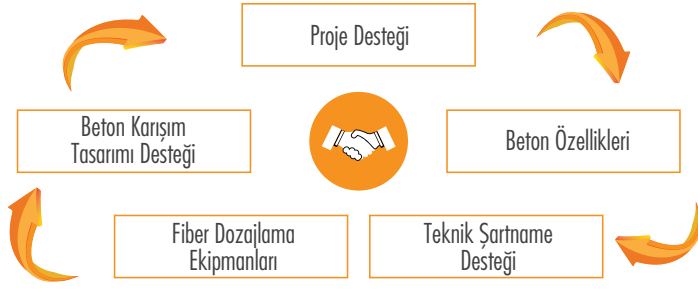 Proje Desteği
Beton Karışım
Tasarımı Desteği
Beton Özellikleri
Fiber Dozajlama
Ekipmanları
Teknik Şartname
Desteği